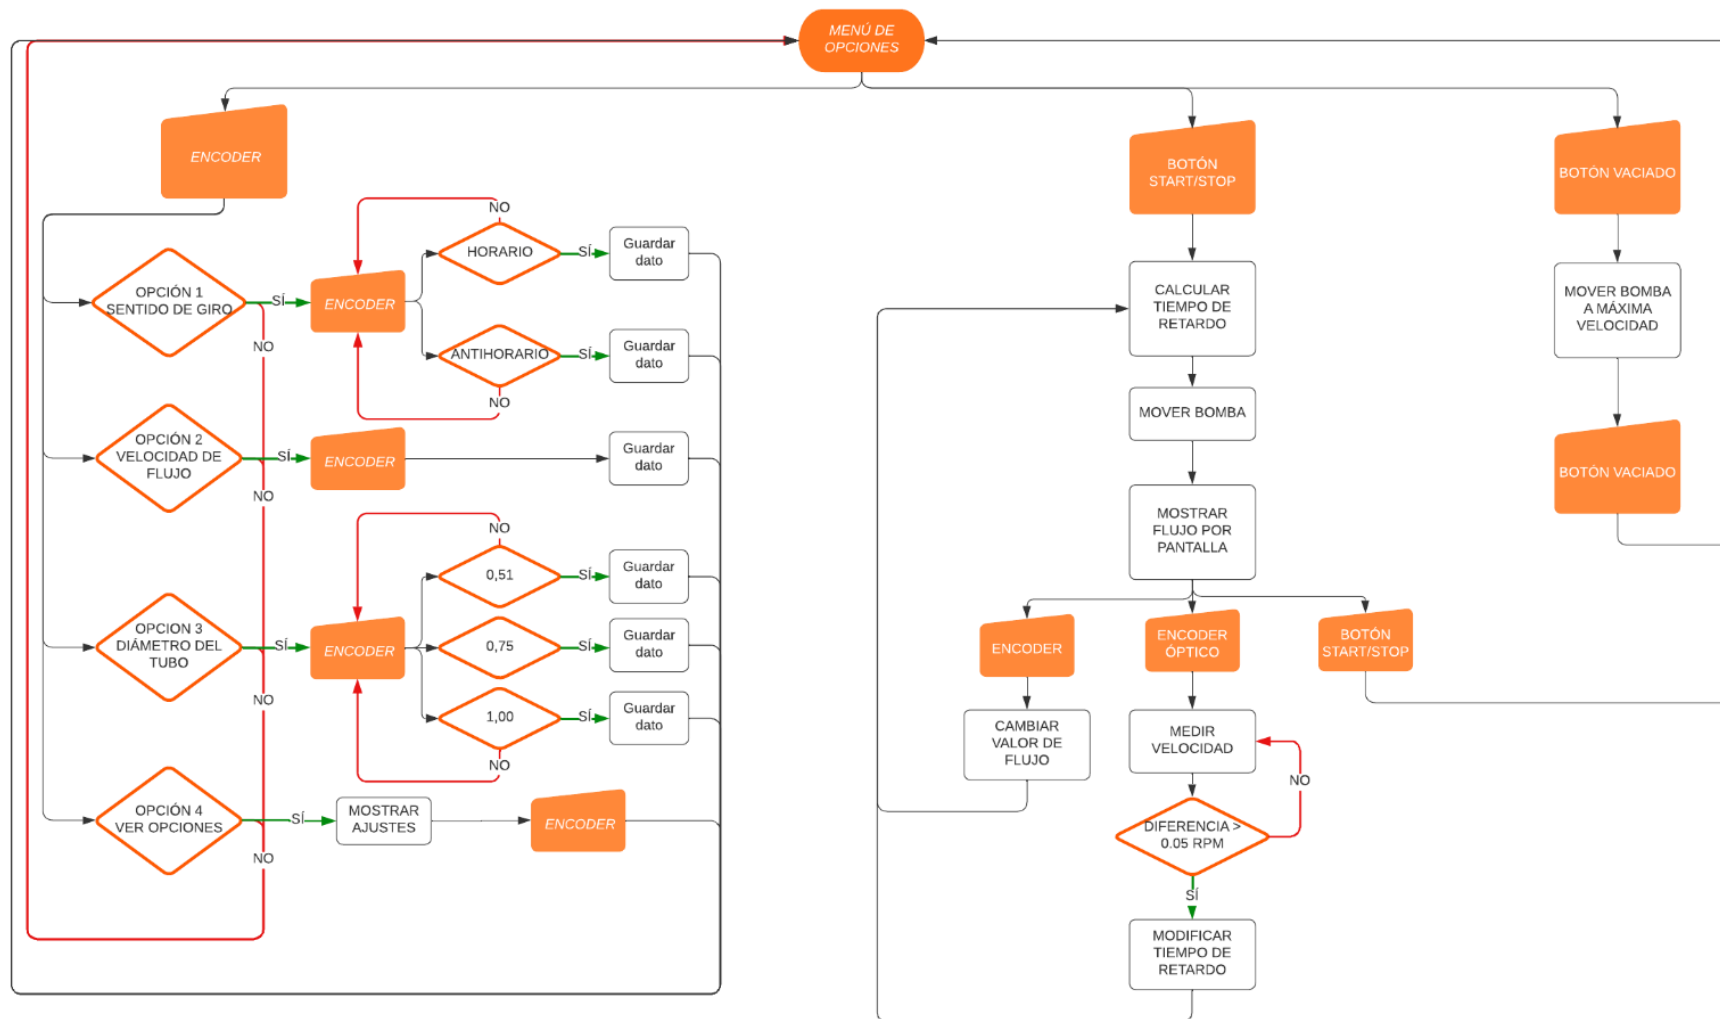 MENÚ DE
OPCIONES
ENCODER
OPCIÓN 1
SENTIDO DE GIRO
SÍ
NO
ENCODER
NO
HORARIO
SÍ
Guardar
dato
ANTIHORARIO
SÍ
Guardar
dato
NO
OPCIÓN 2
VELOCIDAD DE
FLUJO
SÍ
NO
ENCODER
Guardar
dato
OPCION 3
DIÁMETRO DEL
TUBO
SÍ
NO
ENCODER
NO
0,51
SÍ
Guardar
dato
0,75
SÍ
Guardar
dato
1,00
SÍ
Guardar
dato
NO
OPCIÓN 4
VER OPCIONES
SÍ
NO
MOSTRAR
AJUSTES
ENCODER
BOTÓN
START/STOP
CALCULAR
TIEMPO DE
RETARDO
MOVER BOMBA
MOSTRAR
FLUJO POR
PANTALLA
ENCODER
CAMBIAR
VALOR DE
FLUJO
ENCODER
ÓPTICO
MEDIR
VELOCIDAD
NO
DIFERENCIA >
0.05 RPM
SÍ
MODIFICAR
TIEMPO DE
RETARDO
BOTÓN
START/STOP
BOTÓN VACIADO
MOVER BOMBA
A MÁXIMA
VELOCIDAD
BOTÓN VACIADO